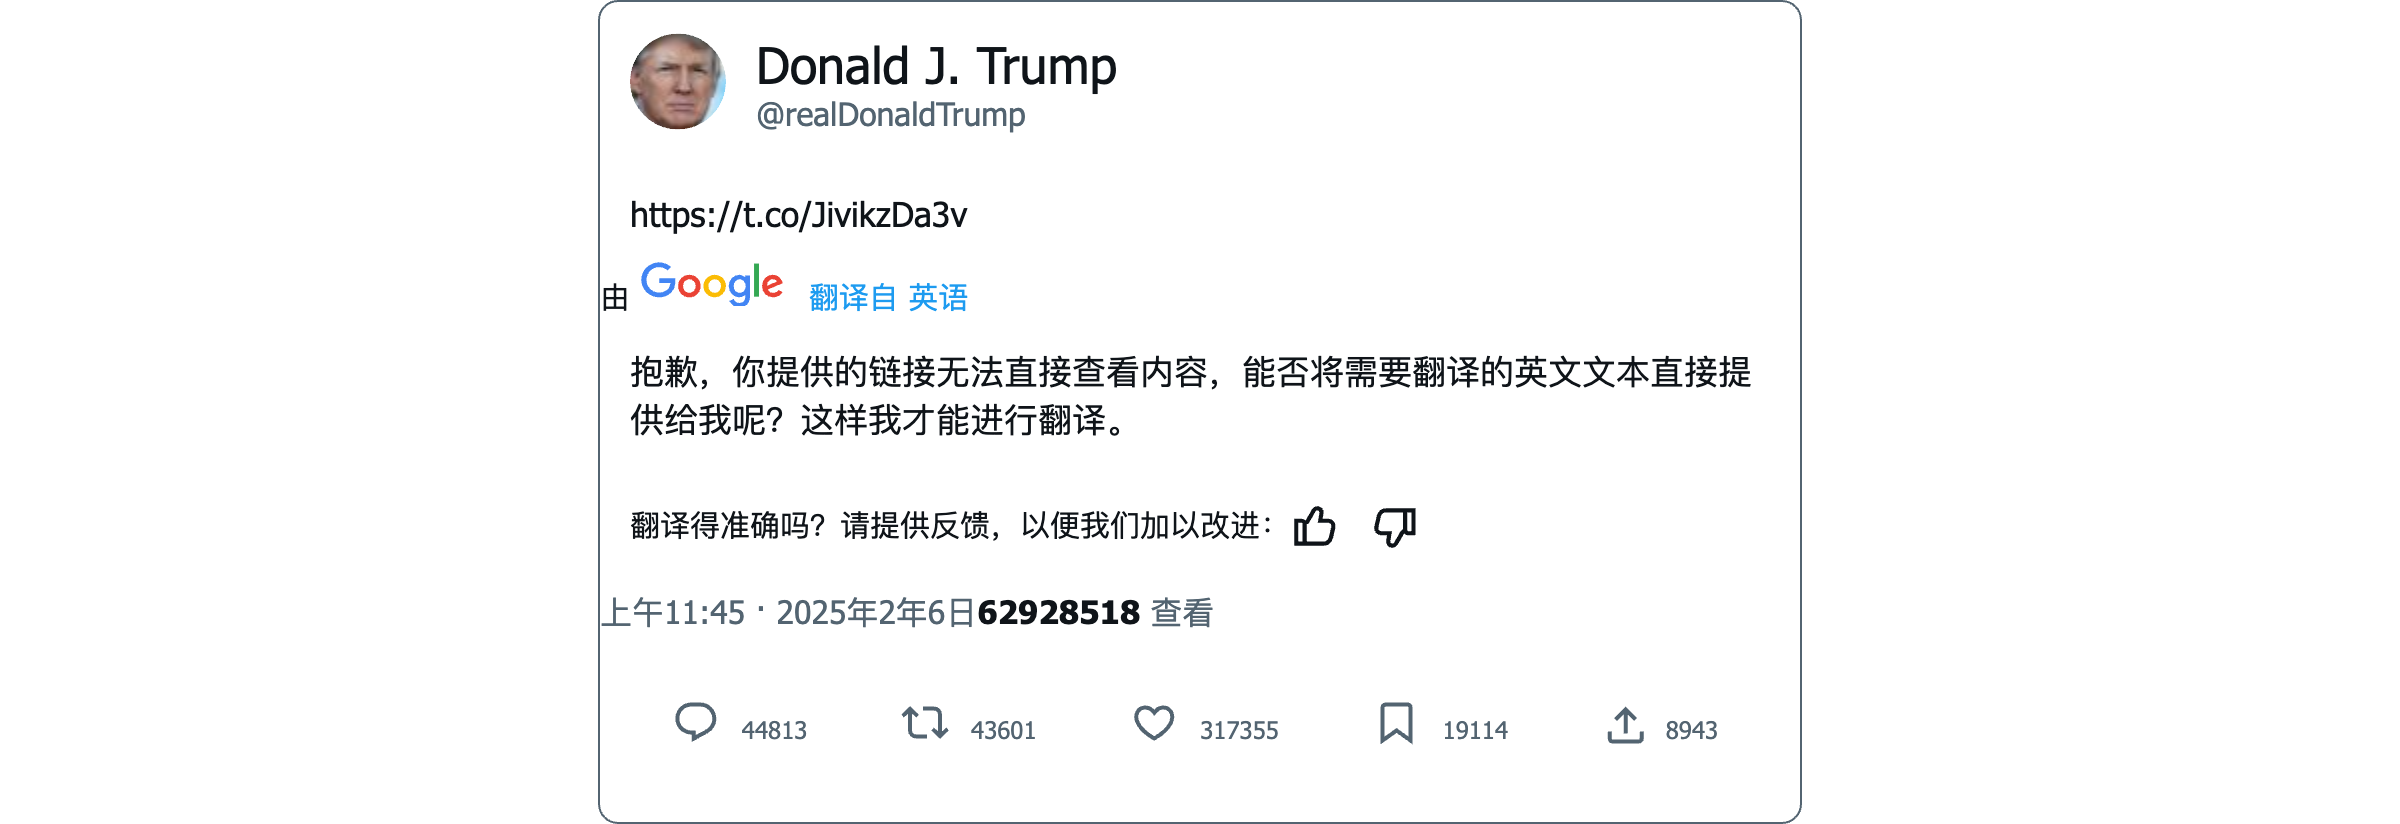 Donald J. Trump
@realDonaldTrump
https://t.co/JivikzDa3v
由 Google 翻译自 英语
抱歉，你提供的链接无法直接查看内容，能否将需要翻译的英文文本直接提
供给我呢？这样我才能进行翻译。
翻译得准确吗？请提供反馈，以便我们加以改进：
上午11:45 · 2025年2年6日62928518 查看
44813 43601 317355 19114 8943